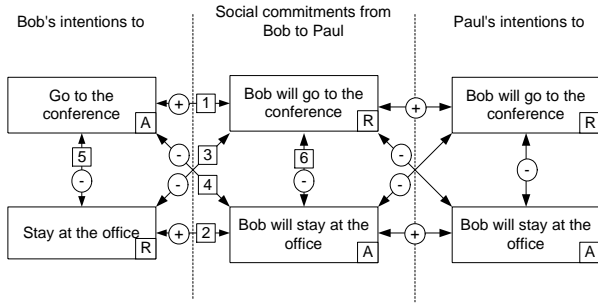 Bob's intentions to
Social commitments from
Bob to Paul
Paul's intentions to
Go to the
conference
A
+
1
Bob will go to the
conference
R
+
Bob will go to the
conference
R
5
-
-
3
-
4
6
-
-
-
-
Stay at the office
R
+
2
Bob will stay at the
office
A
+
Bob will stay at the
office
A